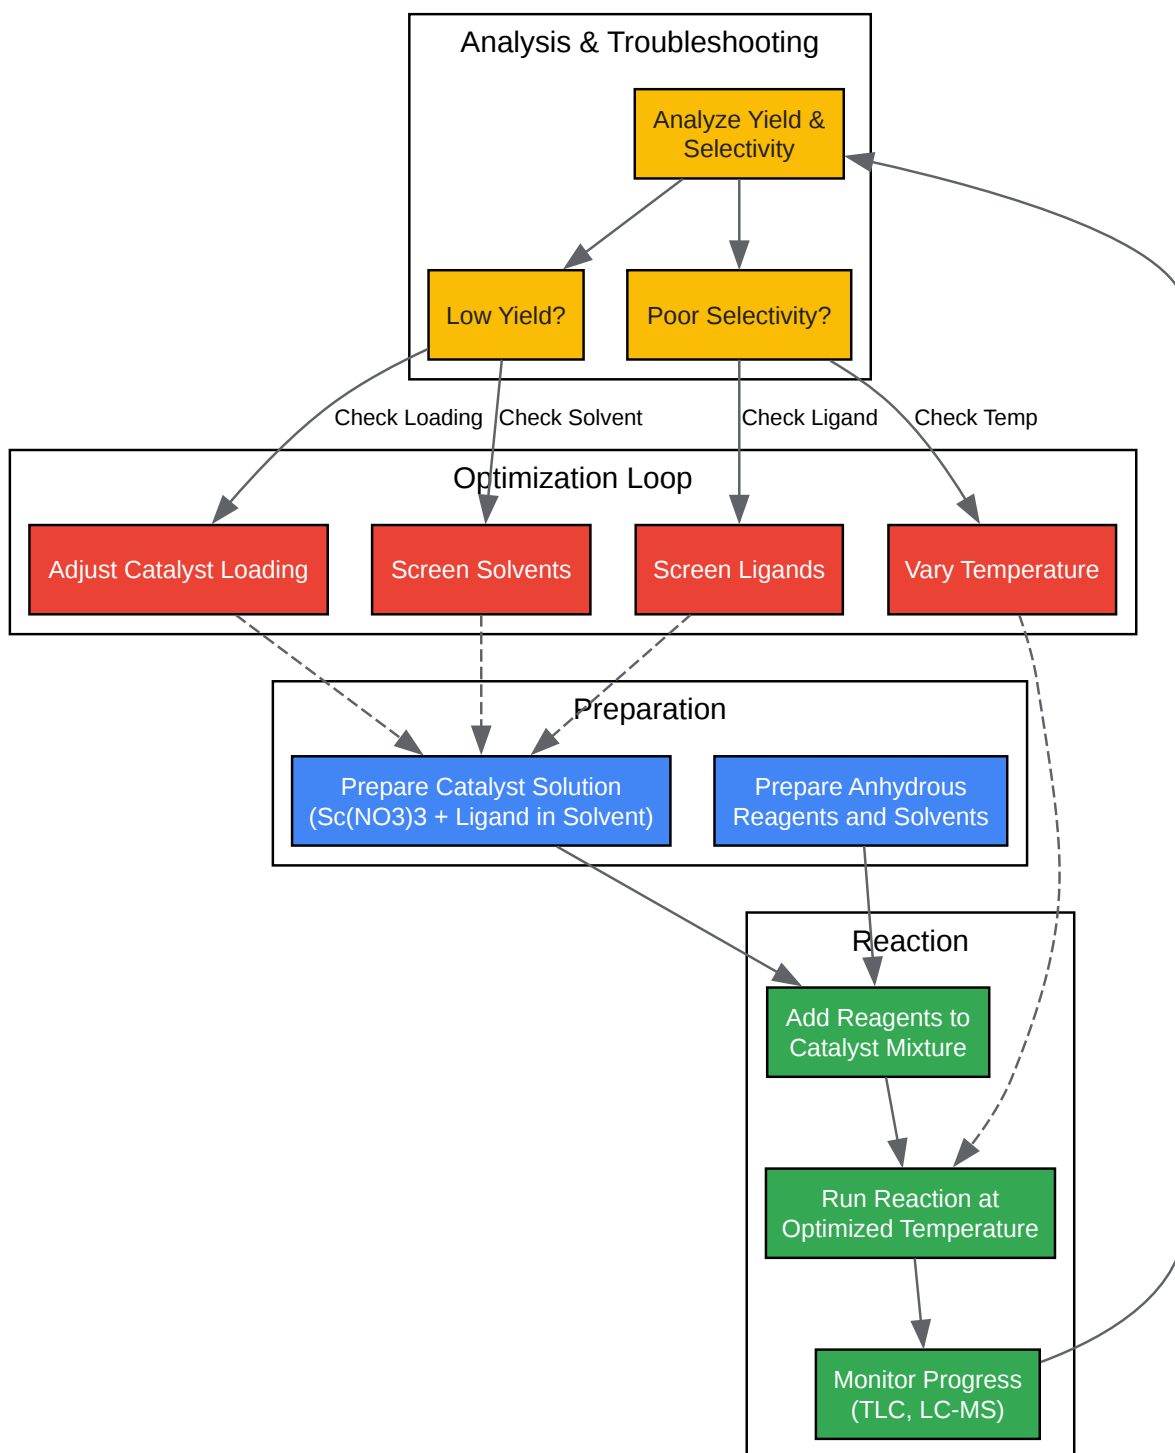 Analysis & Troubleshooting
Analyze Yield &
Selectivity
Low Yield?
Poor Selectivity?
Check Loading
Check Solvent
Check Ligand
Check Temp
Optimization Loop
Adjust Catalyst Loading
Screen Solvents
Screen Ligands
Vary Temperature
Preparation
Prepare Catalyst Solution
(Sc(NO3)3 + Ligand in Solvent)
Prepare Anhydrous
Reagents and Solvents
Reaction
Add Reagents to
Catalyst Mixture
Run Reaction at
Optimized Temperature
Monitor Progress
(TLC, LC-MS)